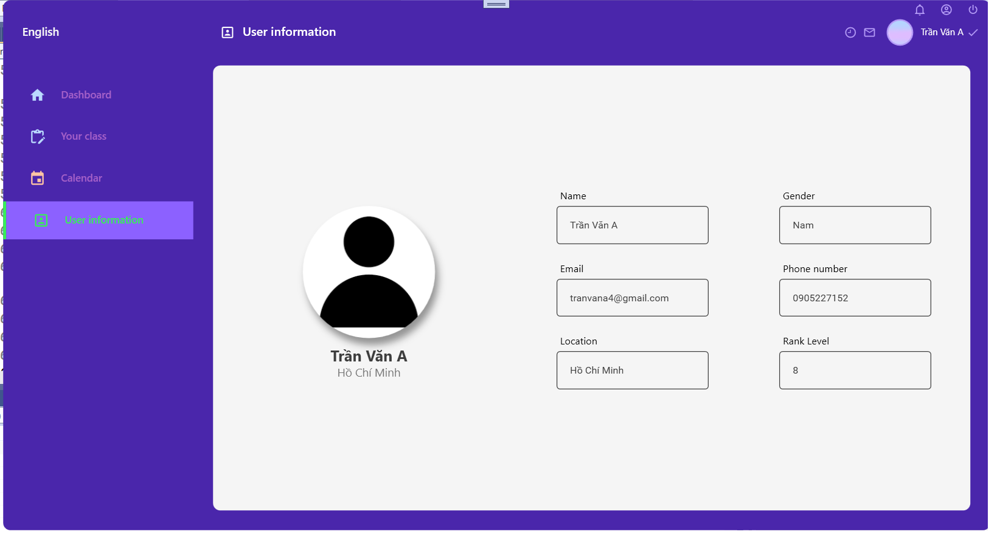 English
User information
Trần Văn A
Dashboard
Your class
Calendar
User information
Name
Gender
Trần Văn A
Nam
Email
Phone number
tranvana4@gmail.com
0905227152
Location
Rank Level
Hồ Chí Minh
8
Trần Văn A
Hồ Chí Minh